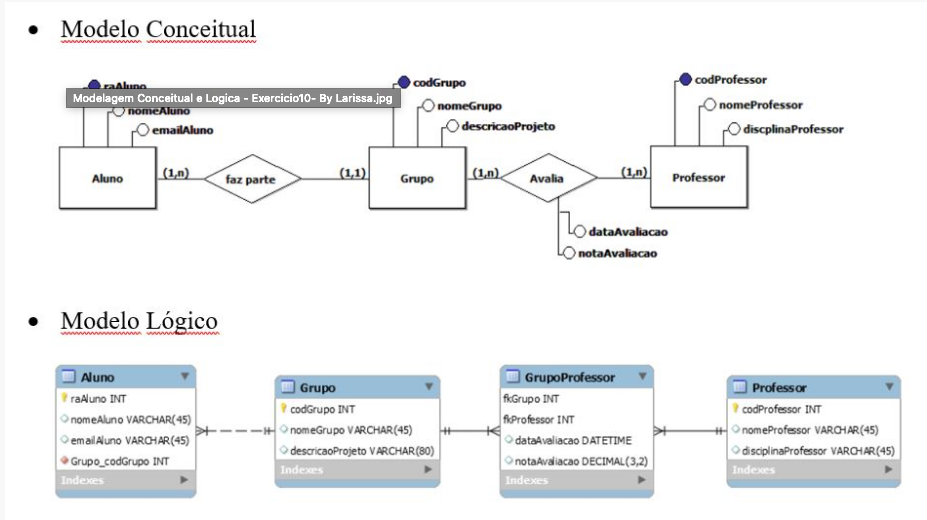 Modelo Conceitual
raAluno
Modelagem Conceitual e Logica - Exercicio10- By Larissa.jpg
nomeAluno
emailAluno
codGrupo
nomeGrupo
descricaoProjeto
codProfessor
nomeProfessor
discplinaProfessor
Aluno
(1,n)
faz parte
(1,1)
Grupo
(1,n)
Avalia
(1,n)
Professor
dataAvaliacao
notaAvaliacao
Modelo Lógico
Aluno
raAluno INT
nomeAluno VARCHAR(45)
emailAluno VARCHAR(45)
Grupo_codGrupo INT
Indexes
Grupo
codGrupo INT
nomeGrupo VARCHAR(45)
descricaoProjeto VARCHAR(80)
Indexes
GrupoProfessor
fkGrupo INT
fkProfessor INT
dataAvaliacao DATETIME
notaAvaliacao DECIMAL(3,2)
Indexes
Professor
codProfessor INT
nomeProfessor VARCHAR(45)
disciplinaProfessor VARCHAR(45)
Indexes